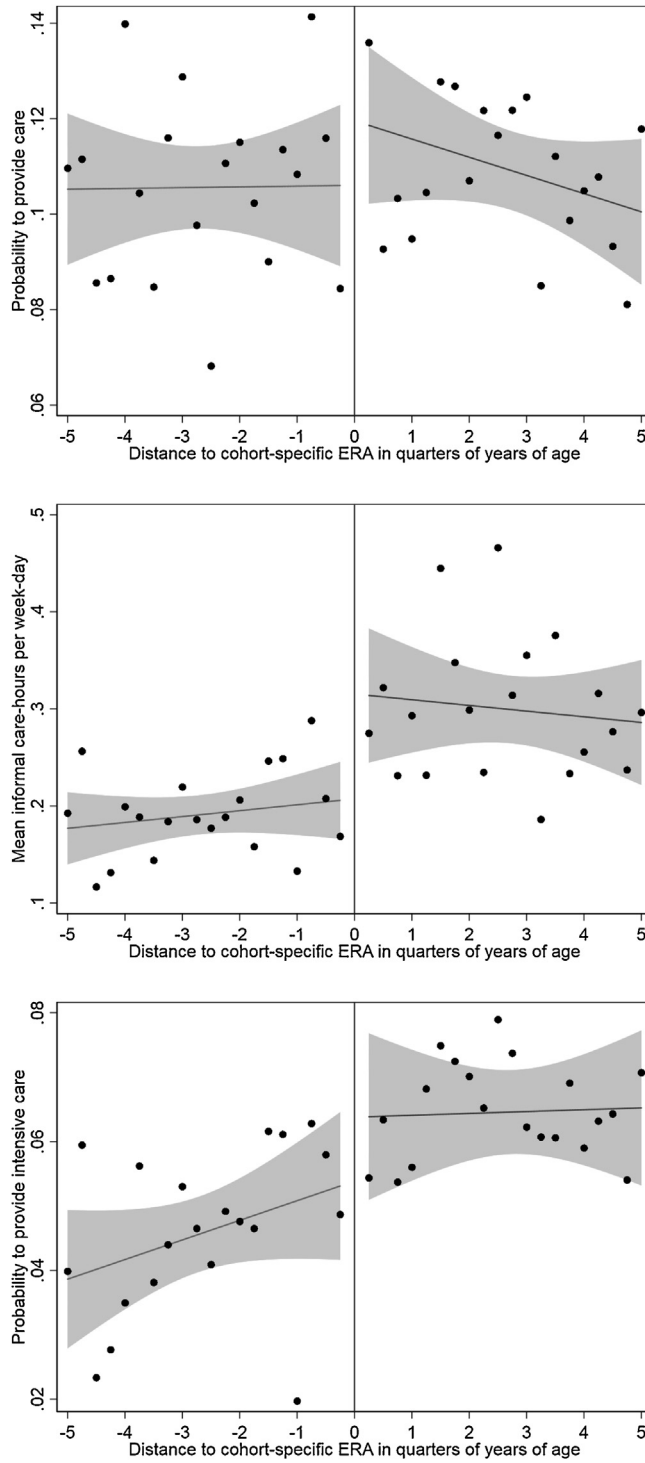 Probability to provide care
.14
.12
.1
.08
.06
-5 -4 -3 -2 -1 0 1 2 3 4 5
Distance to cohort-specific ERA in quarters of years of age
Mean informal care-hours per week-day
.5
.4
.3
.2
.1
-5 -4 -3 -2 -1 0 1 2 3 4 5
Distance to cohort-specific ERA in quarters of years of age
Probability to provide intensive care
.08
.06
.04
.02
-5 -4 -3 -2 -1 0 1 2 3 4 5
Distance to cohort-specific ERA in quarters of years of age